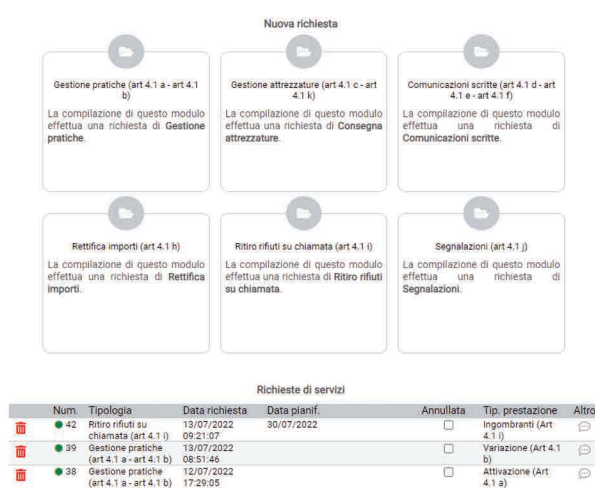 Nuova richiesta
Gestione pratiche (art 4.1 a - art 4.1
b)
La compilazione di questo modulo
effettua una richiesta di Gestione
pratiche.
Gestione attrezzature (art 4.1 c - art
4.1 k)
La compilazione di questo modulo
effettua una richiesta di Consegna
attrezzature.
Comunicazioni scritte (art 4.1 d - art
4.1 e - art 4.1 f)
La compilazione di questo modulo
effettua una richiesta di
Comunicazioni scritte.
Rettifica importi (art 4.1 h)
La compilazione di questo modulo
effettua una richiesta di Rettifica
importi.
Ritiro rifiuti su chiamata (art 4.1 i)
La compilazione di questo modulo
effettua una richiesta di Ritiro rifiuti
su chiamata.
Segnalazioni (art 4.1 j)
La compilazione di questo modulo
effettua una richiesta di
Segnalazioni.
Richieste di servizi
Num. Tipologia Data richiesta Data pianif. Annullata Tip. prestazione Altro
42 Ritiro rifiuti su 13/07/2022 30/07/2022 Ingombranti (Art
chiamata (art 4.1 i) 09:21:07 4.1 i)
39 Gestione pratiche 13/07/2022 Variazione (Art 4.1
(art 4.1 a - art 4.1 b) 08:51:46 b)
38 Gestione pratiche 12/07/2022 Attivazione (Art
(art 4.1 a - art 4.1 b) 17:29:05 4.1 a)